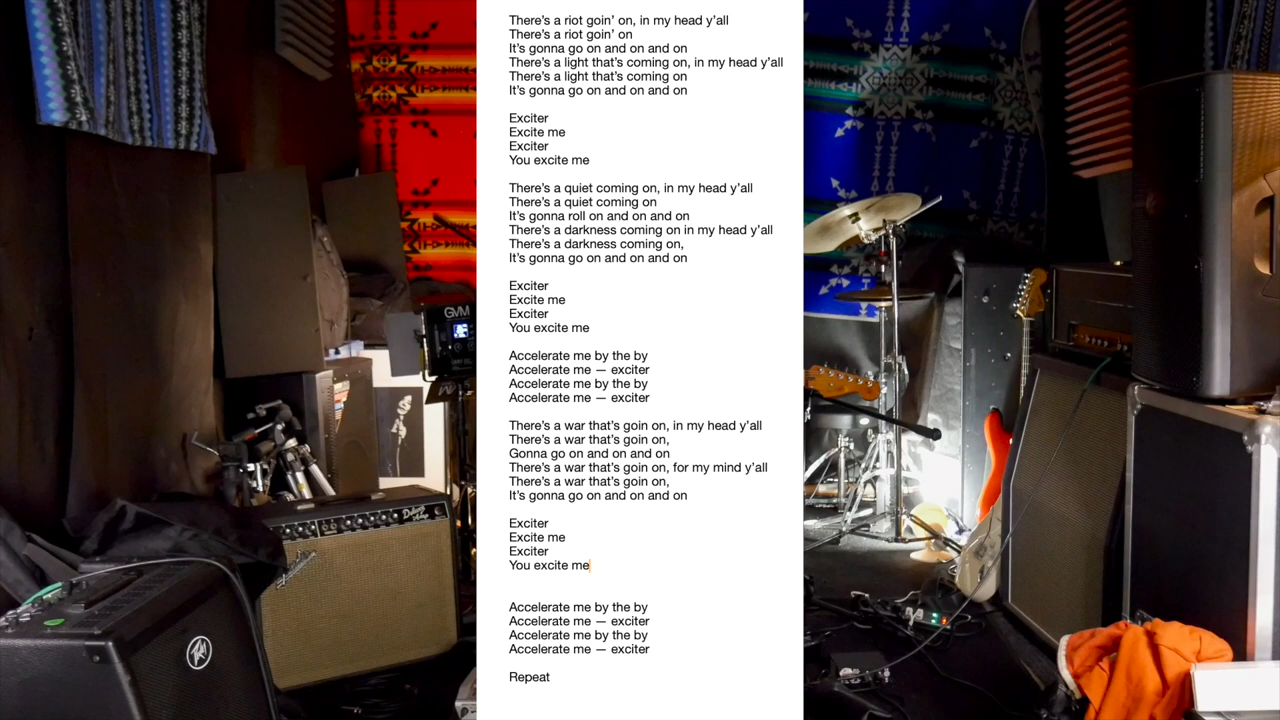 There’s a riot goin’ on, in my head y’all
There’s a riot goin’ on
It’s gonna go on and on and on
There’s a light that’s coming on, in my head y’all
There’s a light that’s coming on
It’s gonna go on and on and on
Exciter
Excite me
Exciter
You excite me
There’s a quiet coming on, in my head y’all
There’s a quiet coming on
It’s gonna roll on and on and on
There’s a darkness coming on in my head y’all
There’s a darkness coming on,
It’s gonna go on and on and on
Exciter
Excite me
Exciter
You excite me
Accelerate me by the by
Accelerate me — exciter
Accelerate me by the by
Accelerate me — exciter
There’s a war that’s goin on, in my head y’all
There’s a war that’s goin on,
Gonna go on and on and on
There’s a war that’s goin on, for my mind y’all
There’s a war that’s goin on,
It’s gonna go on and on and on
Exciter
Excite me
Exciter
You excite me
Accelerate me by the by
Accelerate me — exciter
Accelerate me by the by
Accelerate me — exciter
Repeat
GVM